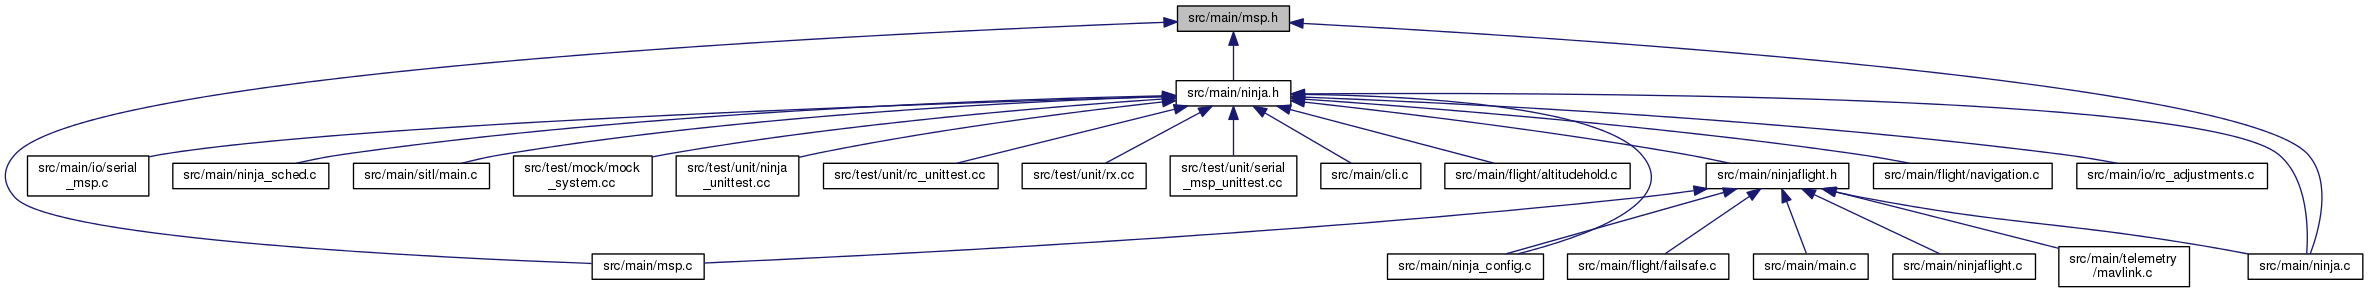 src/main/msp.h
src/main/ninja.h
src/main/io/serial
_msp.c
src/main/ninja_sched.c
src/main/sitl/main.c
src/test/mock/mock
_system.cc
src/test/unit/ninja
_unittest.cc
src/test/unit/rc_unittest.cc
src/test/unit/rx.cc
src/test/unit/serial
_msp_unittest.cc
src/main/cli.c
src/main/flight/altitudehold.c
src/main/ninjaflight.h
src/main/flight/navigation.c
src/main/io/rc_adjustments.c
src/main/msp.c
src/main/ninja_config.c
src/main/flight/failsafe.c
src/main/main.c
src/main/ninjaflight.c
src/main/telemetry
/mavlink.c
src/main/ninja.c